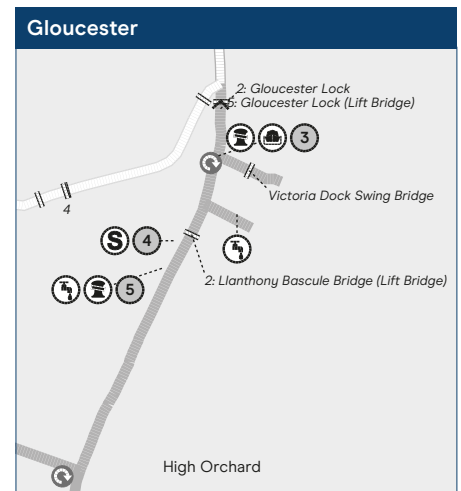 Gloucester
2: Gloucester Lock
5: Gloucester Lock (Lift Bridge)
3
Victoria Dock Swing Bridge
4
S 4
2: Llanthony Bascule Bridge (Lift Bridge)
5
High Orchard